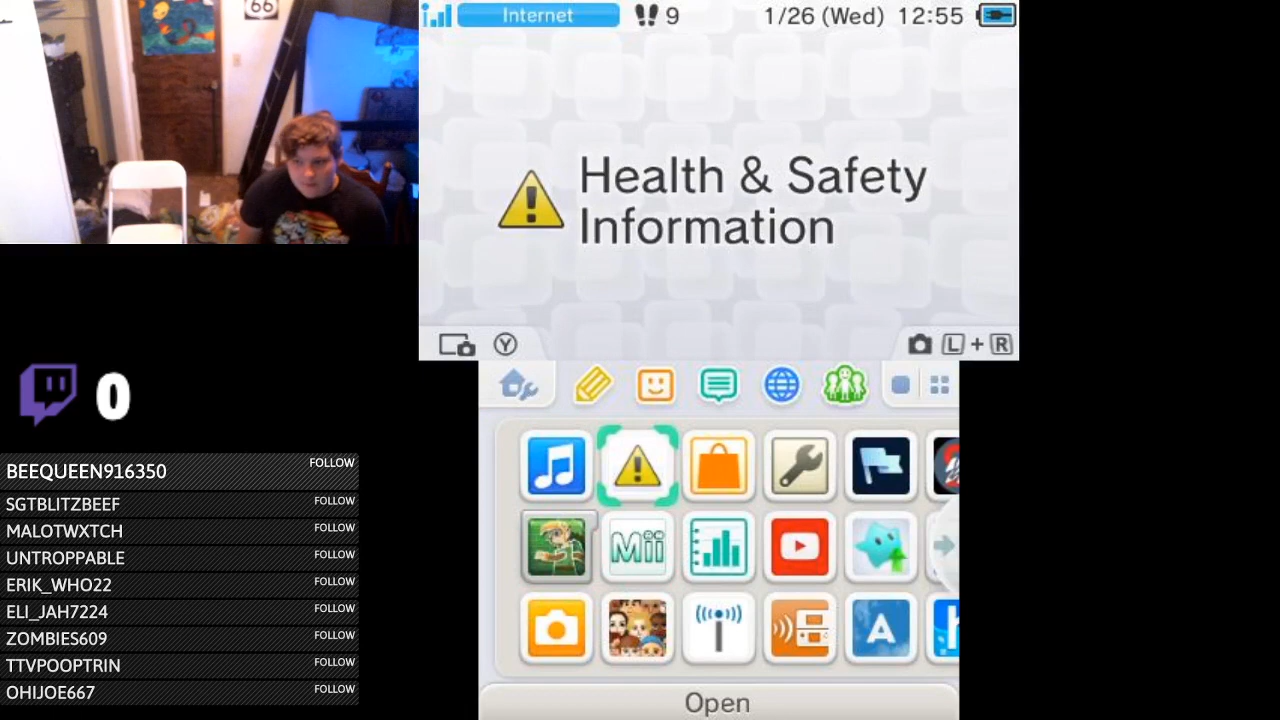 66
Internet 9 1/26 (Wed) 12:55
Health & Safety
Information
Y L + R
0
BEEQUEEN916350 FOLLOW
SGTBLITZBEEF FOLLOW
MALOTWXTCH FOLLOW
UNTROPPABLE FOLLOW
ERIK_WHO22 FOLLOW
ELI_JAH7224 FOLLOW
ZOMBIES609 FOLLOW
TTVPOOPTRIN FOLLOW
OHIJOE667 FOLLOW
Mii
A
Open